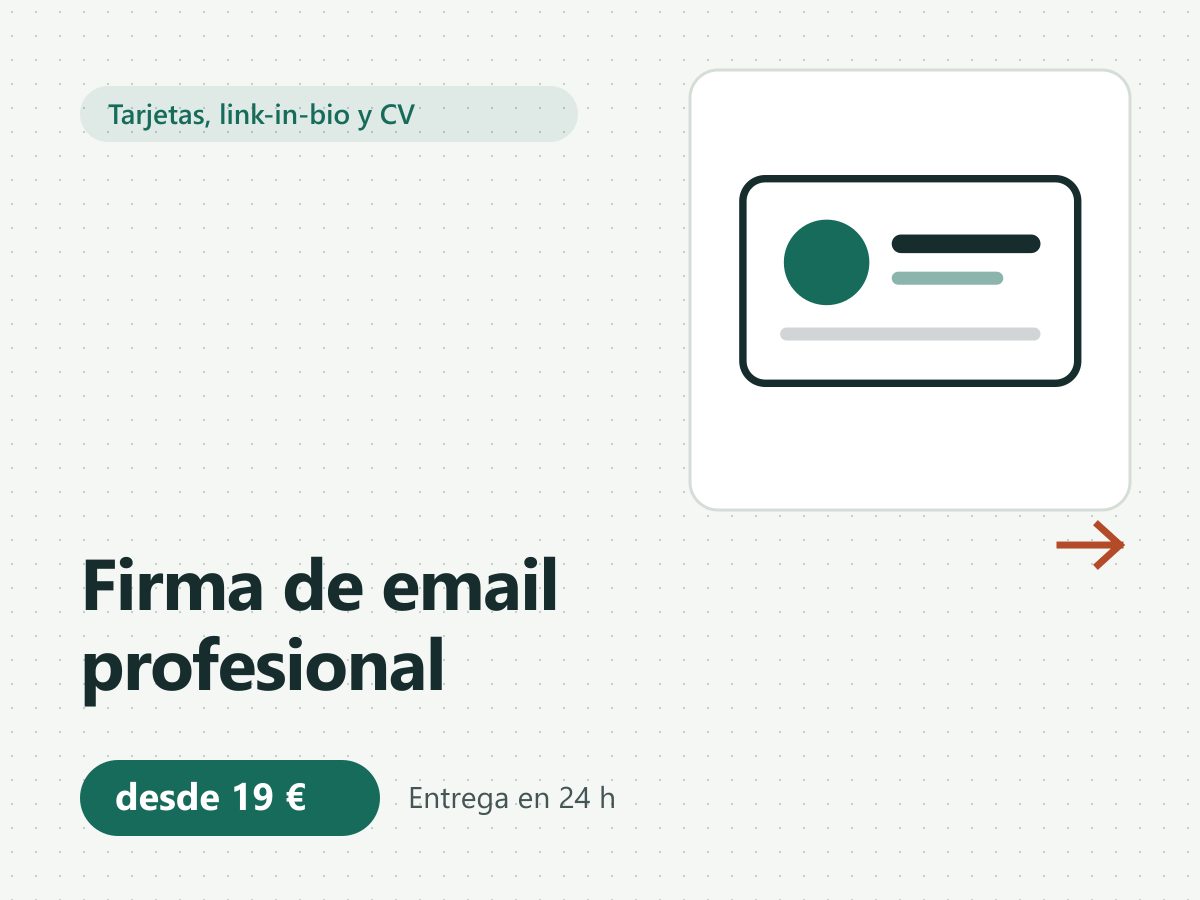 Tarjetas, link-in-bio y CV
Firma de email
profesional
desde 19 €
Entrega en 24 h